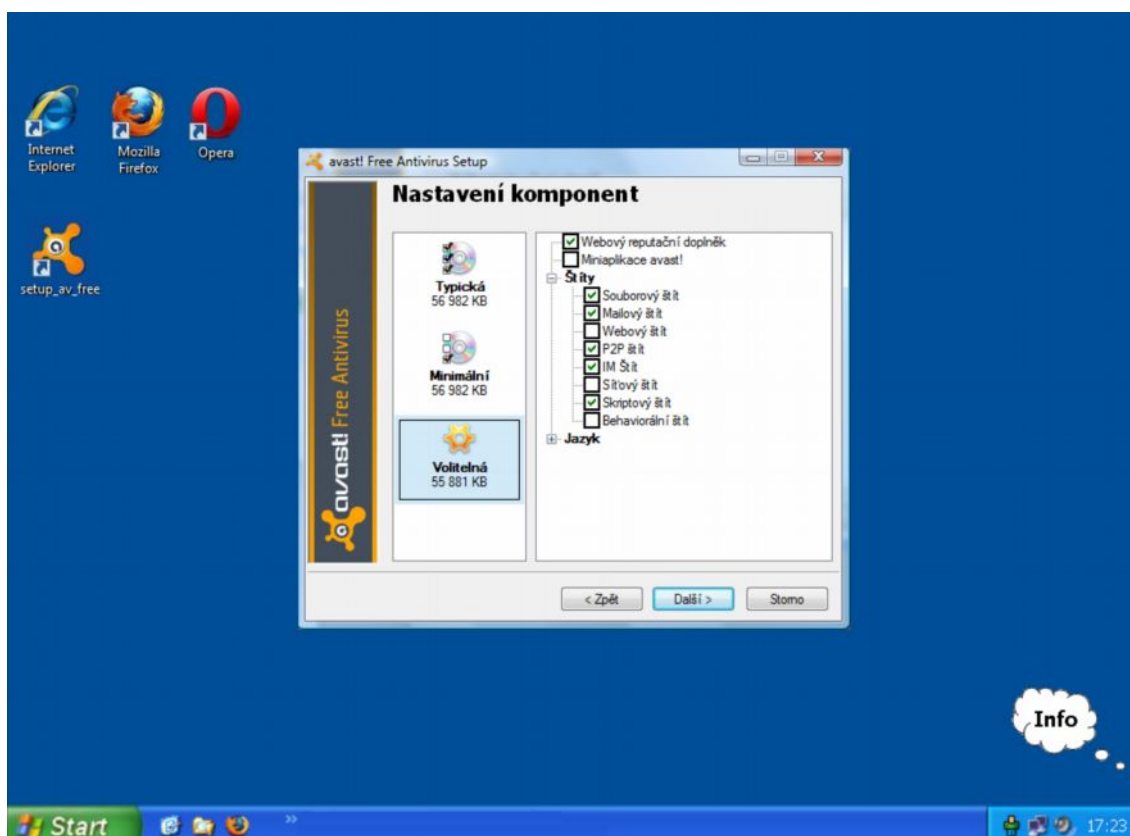 Internet
Explorer
Mozilla
Firefox
Opera
setup_av_free
avast! Free Antivirus Setup
Nastavení komponent
avast! Free Antivirus
Typická
56 982 KB
Minimální
56 982 KB
Volitelná
55 881 KB
Webový reputační doplněk
Miniaplikace avast!
Štíty
Souborový štít
Mailový štít
Webový štít
P2P štít
IM Štít
Síťový štít
Skriptový štít
Behaviorální štít
Jazyk
< Zpět
Další >
Storno
Info
Start
17:23